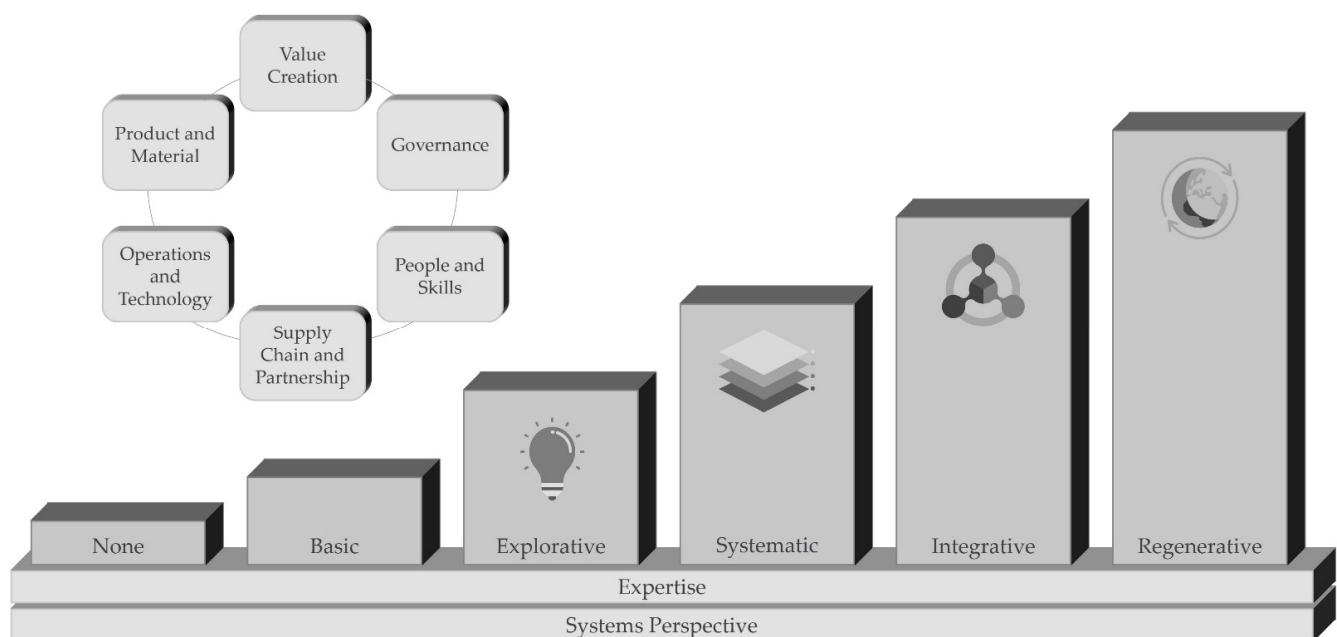 Value
Creation
Product and
Material
Governance
Operations
and
Technology
People and
Skills
Supply
Chain and
Partnership
None
Basic
Explorative
Systematic
Integrative
Regenerative
Expertise
Systems Perspective